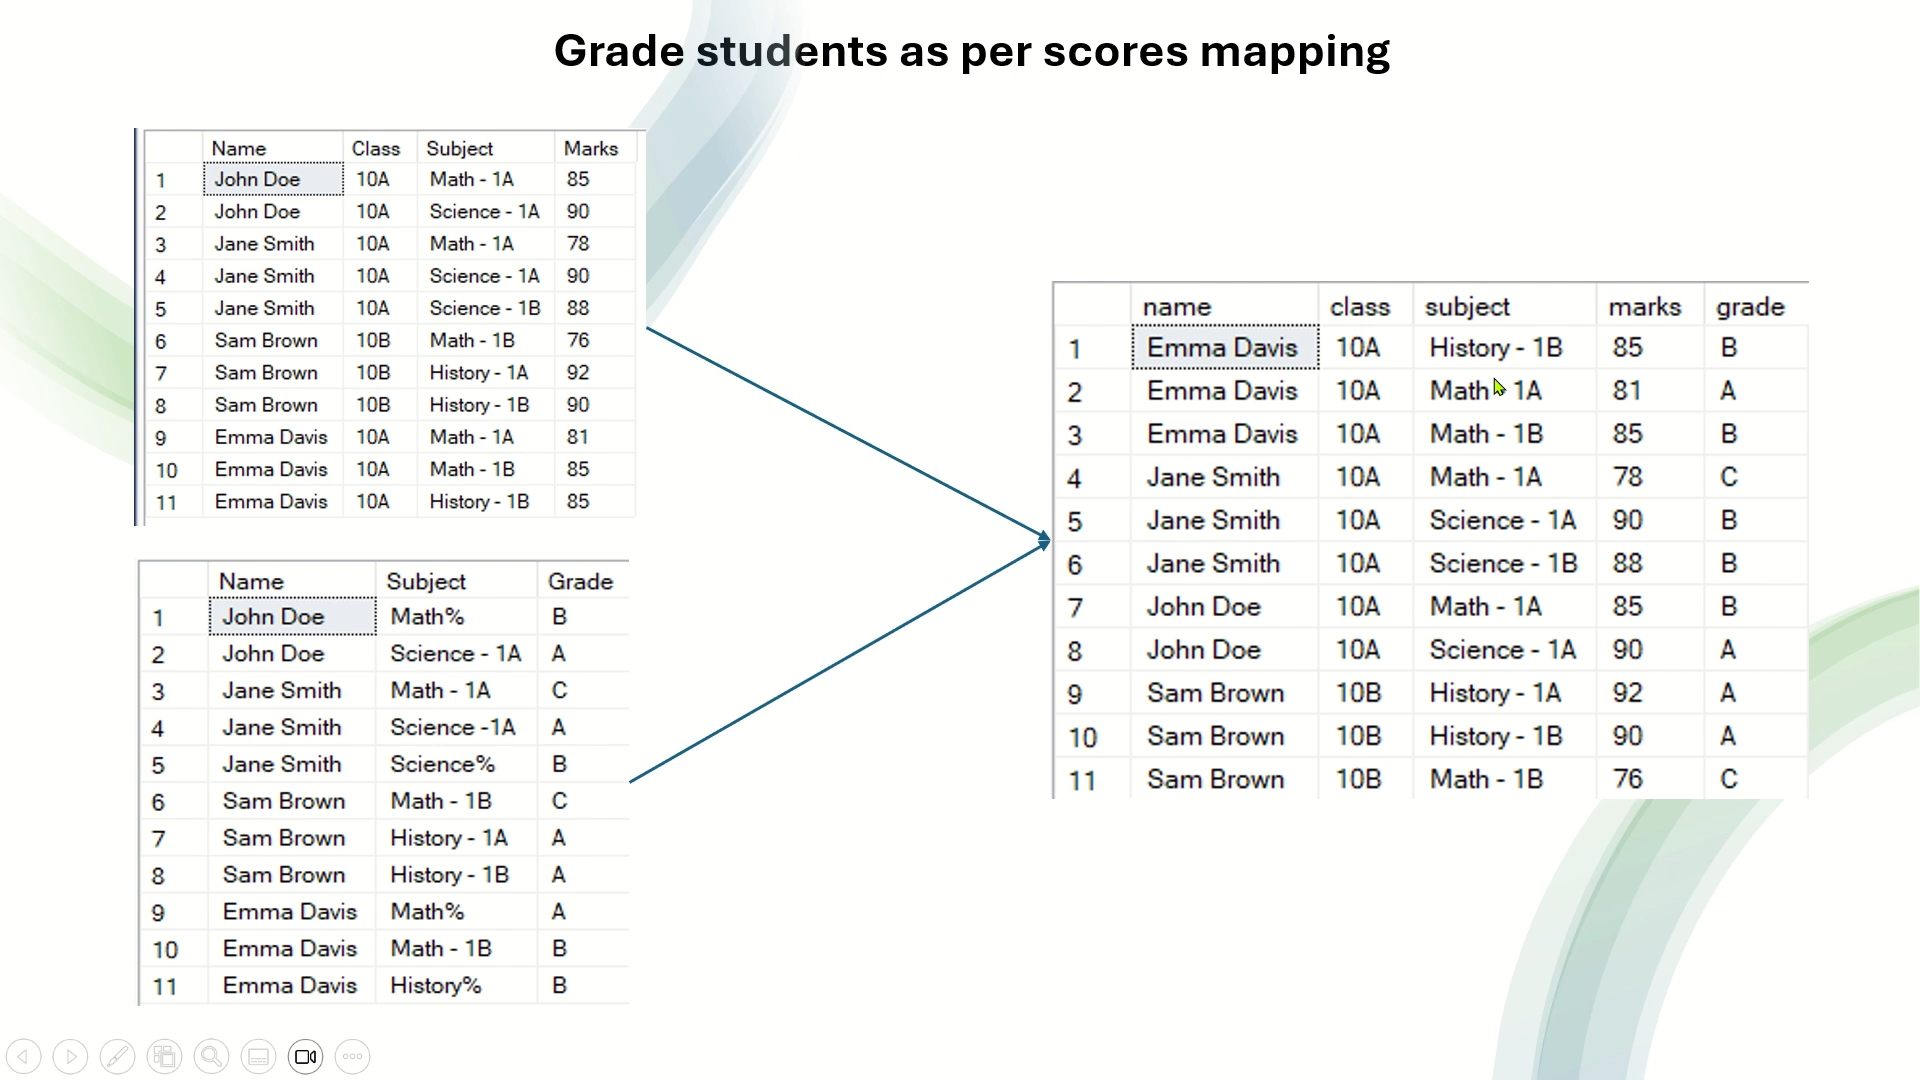 Grade students as per scores mapping
Name Class Subject Marks
1 John Doe 10A Math - 1A 85
2 John Doe 10A Science - 1A 90
3 Jane Smith 10A Math - 1A 78
4 Jane Smith 10A Science - 1A 90
5 Jane Smith 10A Science - 1B 88
6 Sam Brown 10B Math - 1B 76
7 Sam Brown 10B History - 1A 92
8 Sam Brown 10B History - 1B 90
9 Emma Davis 10A Math - 1A 81
10 Emma Davis 10A Math - 1B 85
11 Emma Davis 10A History - 1B 85
Name Subject Grade
1 John Doe Math% B
2 John Doe Science - 1A A
3 Jane Smith Math - 1A C
4 Jane Smith Science -1A A
5 Jane Smith Science% B
6 Sam Brown Math - 1B C
7 Sam Brown History - 1A A
8 Sam Brown History - 1B A
9 Emma Davis Math% A
10 Emma Davis Math - 1B B
11 Emma Davis History% B
name class subject marks grade
1 Emma Davis 10A History - 1B 85 B
2 Emma Davis 10A Math - 1A 81 A
3 Emma Davis 10A Math - 1B 85 B
4 Jane Smith 10A Math - 1A 78 C
5 Jane Smith 10A Science - 1A 90 B
6 Jane Smith 10A Science - 1B 88 B
7 John Doe 10A Math - 1A 85 B
8 John Doe 10A Science - 1A 90 A
9 Sam Brown 10B History - 1A 92 A
10 Sam Brown 10B History - 1B 90 A
11 Sam Brown 10B Math - 1B 76 C